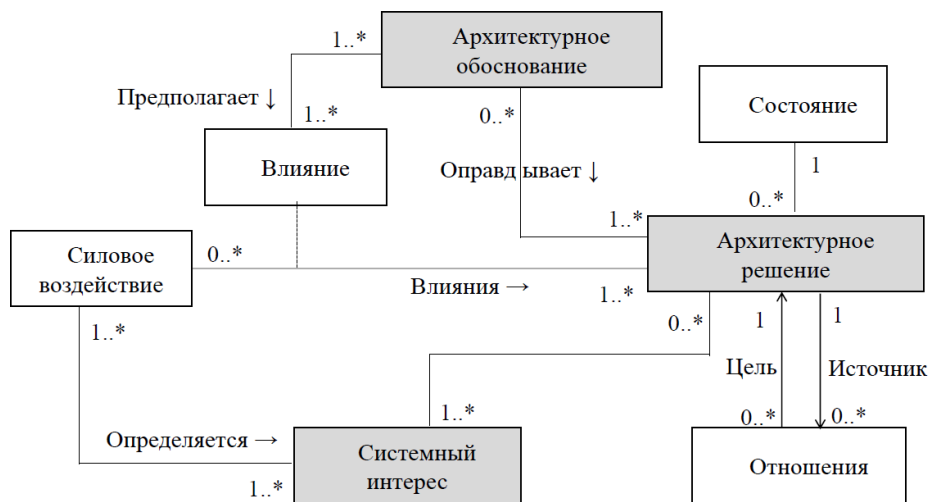 1..*
Архитектурное
обоснование
Предполагает ↓
1..*
0..*
Состояние
Влияние
Оправд ывает ↓
1
0..*
1..*
Силовое
воздействие
0..*
Архитектурное
решение
Влияния →
1..*
1..*
0..*
1
1
Цель
Источник
1..*
0..*
0..*
Определяется →
Системный
интерес
1..*
Отношения